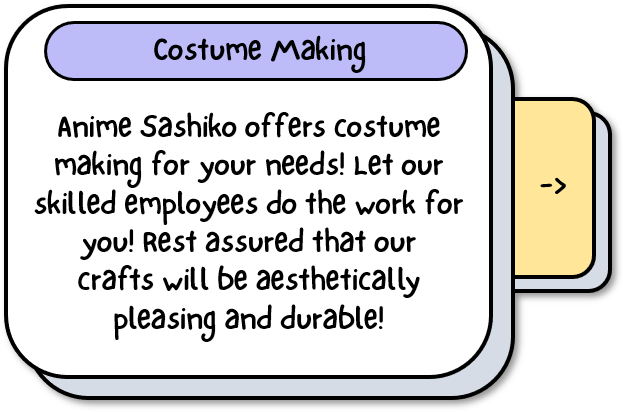 Costume Making
Anime Sashiko offers costume
making for your needs! Let our
skilled employees do the work for
you! Rest assured that our
crafts will be aesthetically
pleasing and durable!
->